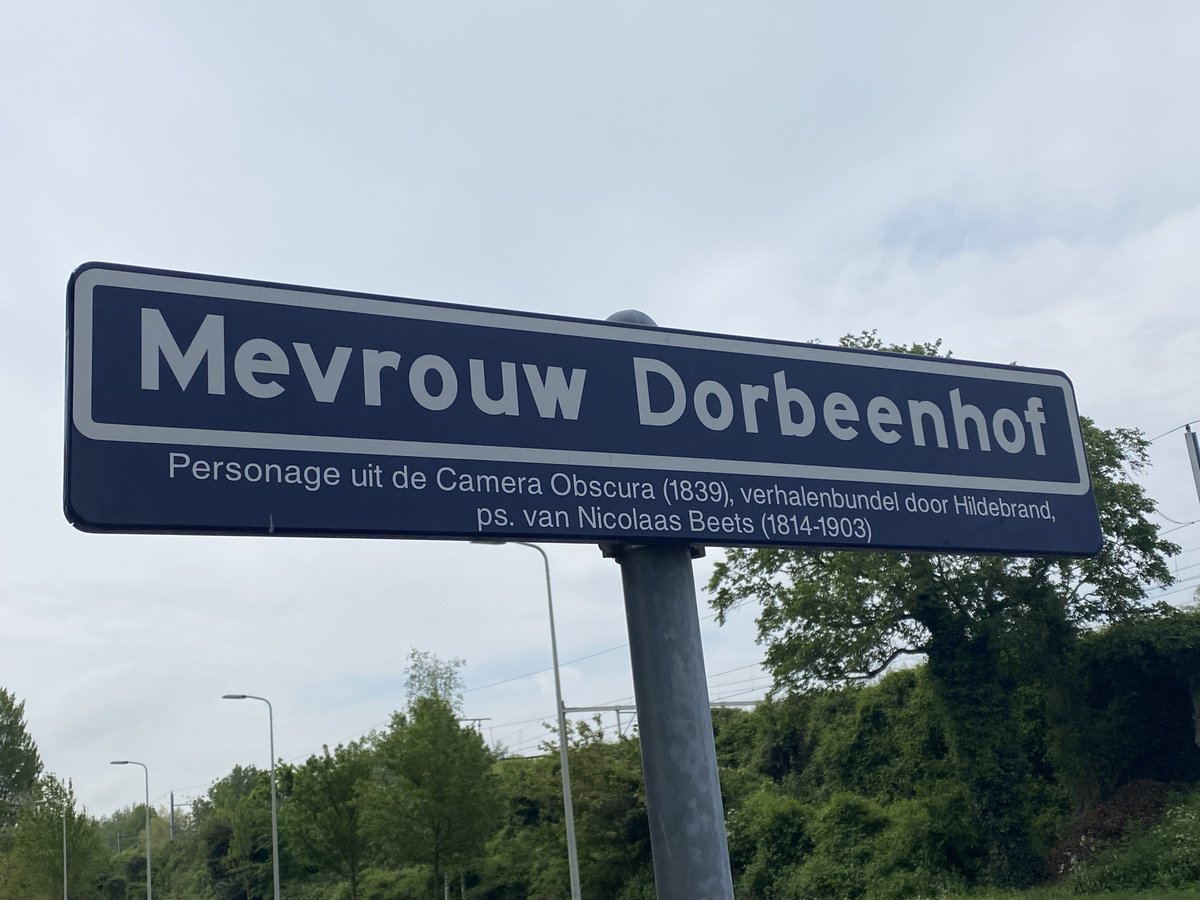 Mevrouw Dorbeenhof
Personage uit de Camera Obscura (1839), verhalenbundel door Hildebrand,
ps. van Nicolaas Beets (1814-1903)